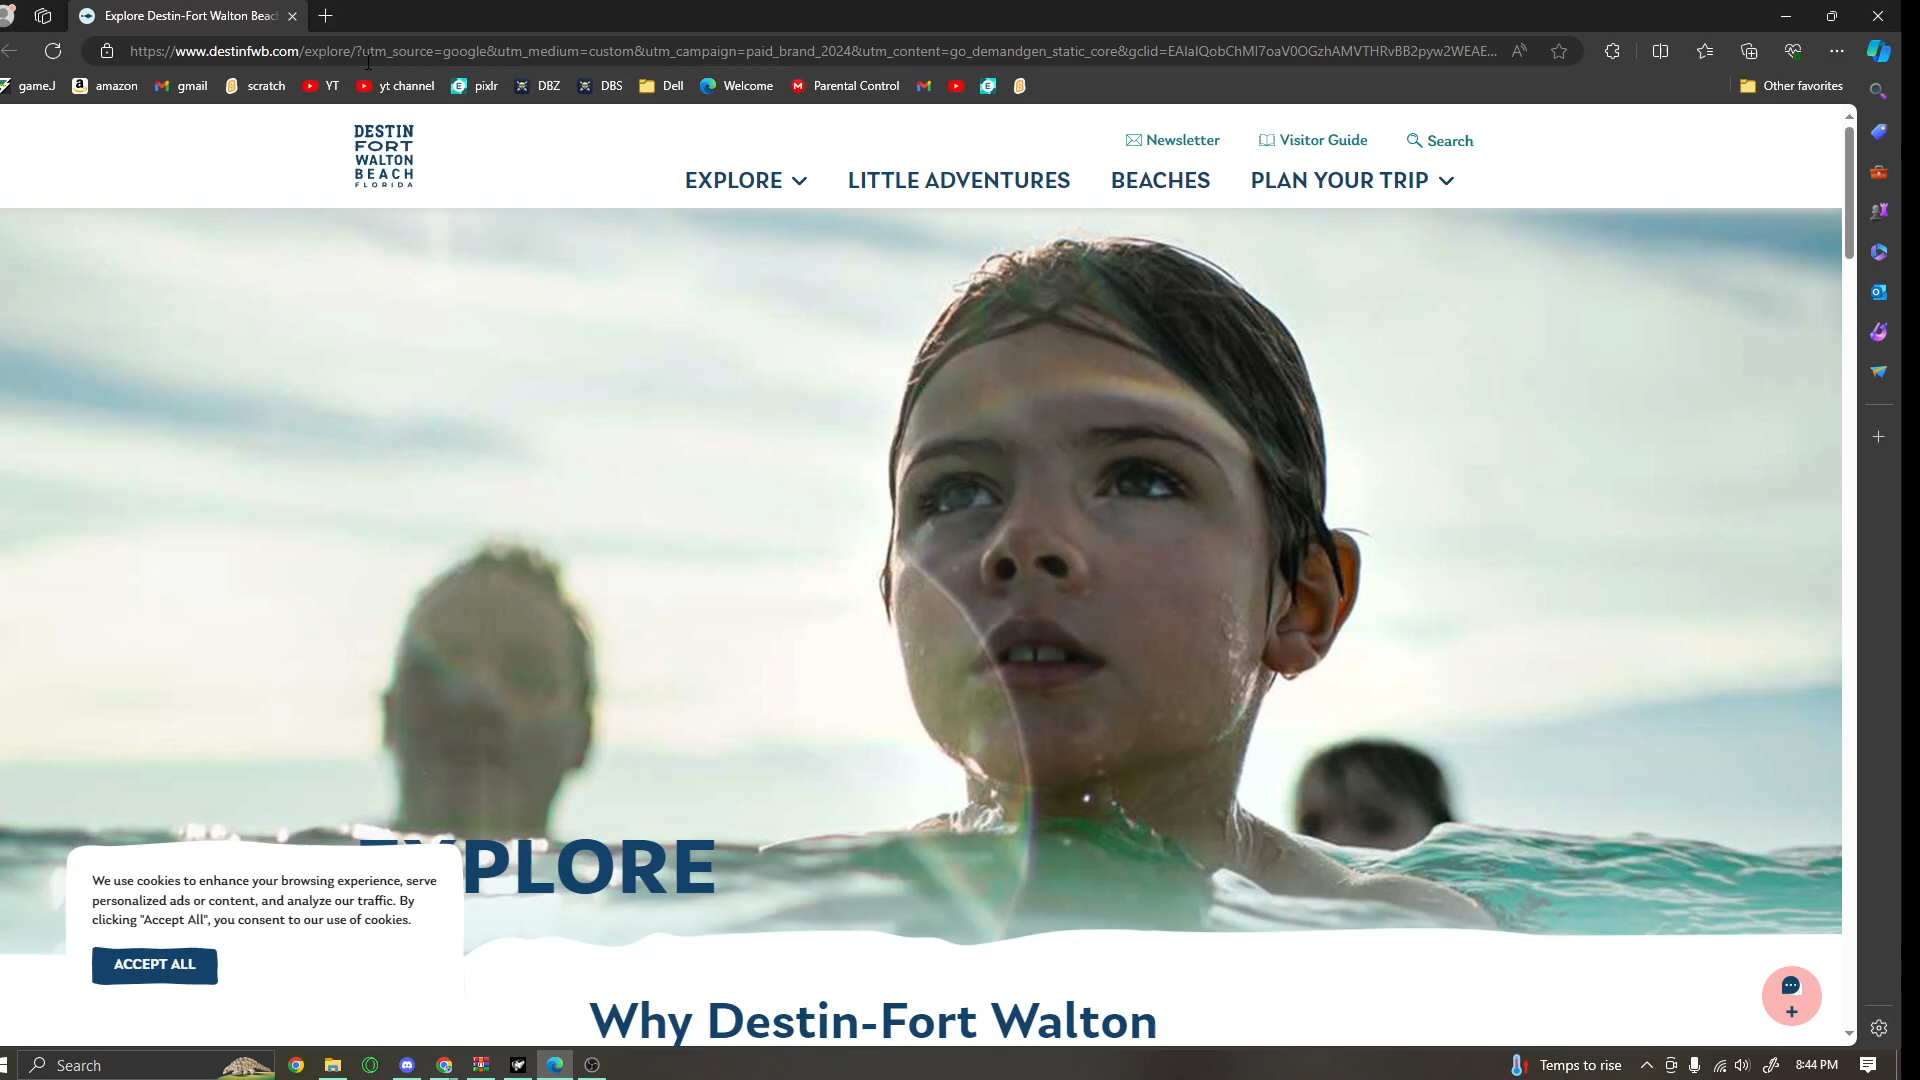 Explore Destin-Fort Walton Beac
https://www.destinfwb.com/explore/?utm_source=google&utm_medium=custom&utm_campaign=paid_brand_2024&utm_content=go_demandgen_static_core&gclid=EAIaIQobChMI7oaV0OGzhAMVTHRvBB2pyw2WEAE...
gameJ amazon gmail scratch YT yt channel pixlr DBZ DBS Dell Welcome Parental Control Other favorites
DESTIN
FORT
WALTON
BEACH
FLORIDA
Newsletter Visitor Guide Search
EXPLORE LITTLE ADVENTURES BEACHES PLAN YOUR TRIP
EXPLORE
We use cookies to enhance your browsing experience, serve
personalized ads or content, and analyze our traffic. By
clicking "Accept All", you consent to our use of cookies.
ACCEPT ALL
Why Destin-Fort Walton
Search Temps to rise 8:44 PM